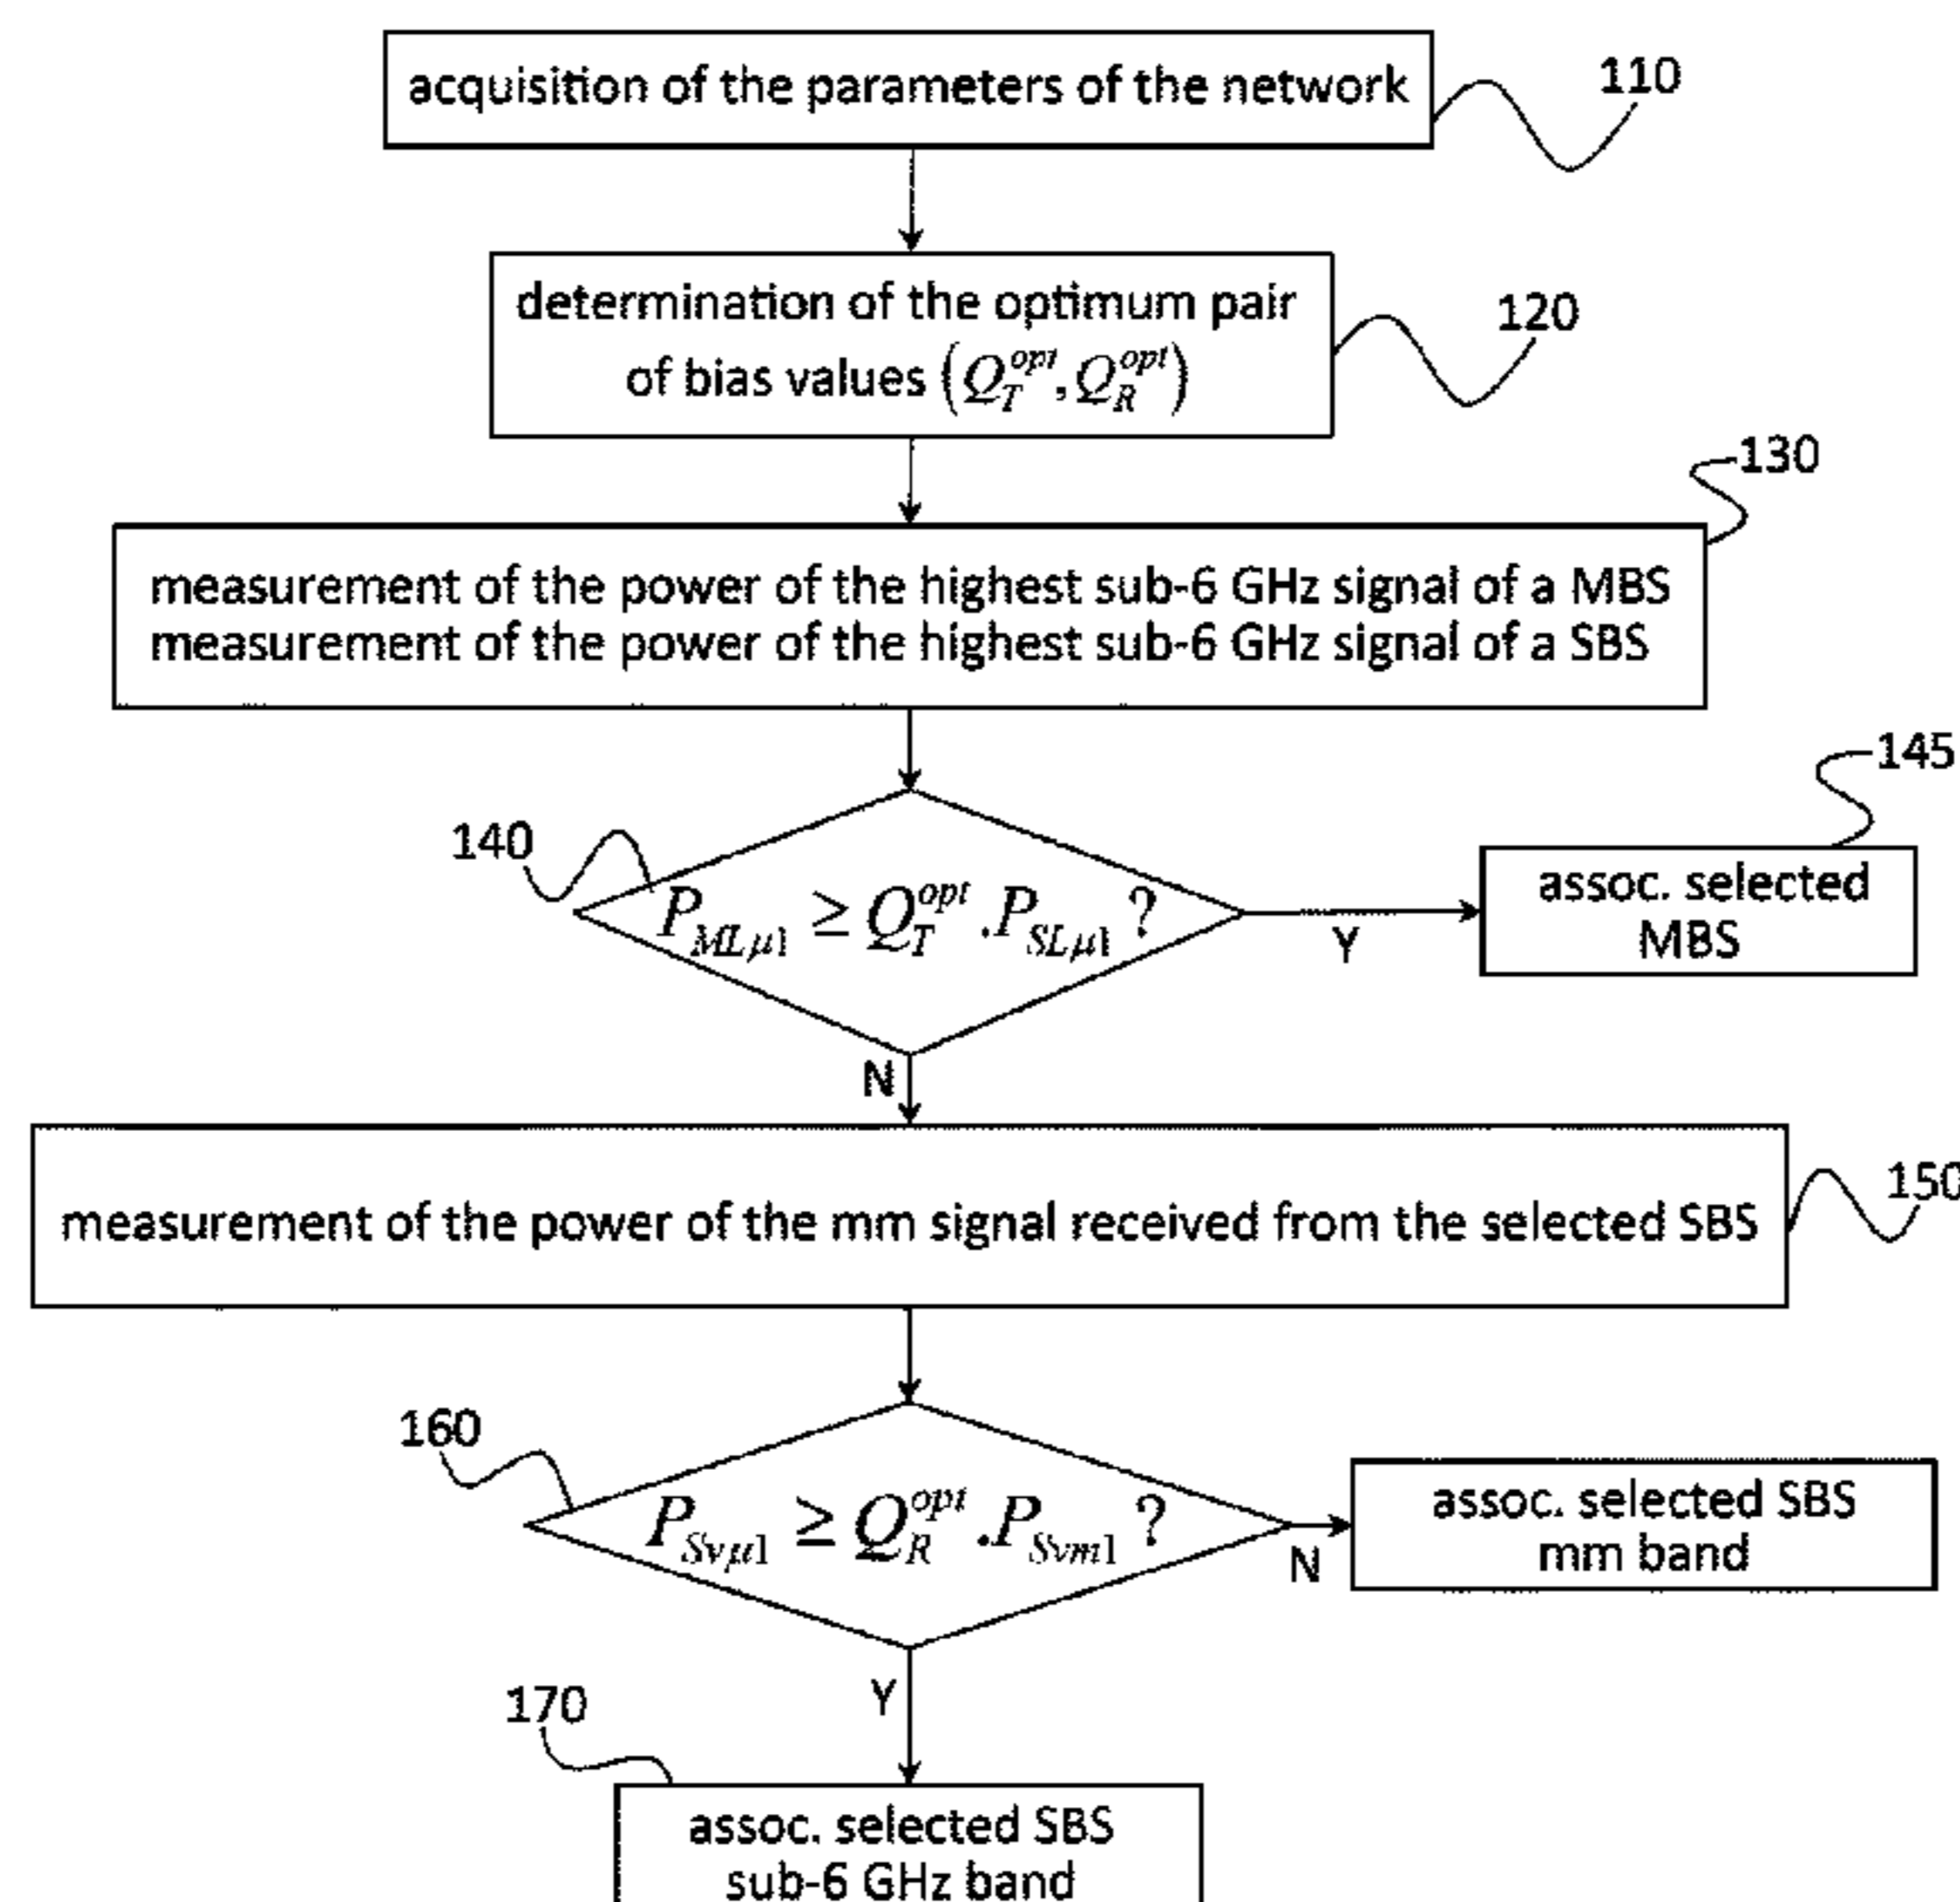 acquisition of the parameters of the network
110
determination of the optimum pair
of bias values (Q_T^opt, Q_R^opt)
120
130
measurement of the power of the highest sub-6 GHz signal of a MBS
measurement of the power of the highest sub-6 GHz signal of a SBS
140
P_MLμ1 ≥ Q_T^opt .P_SLμ1 ?
Y
145
assoc. selected
MBS
N
measurement of the power of the mm signal received from the selected SBS
150
160
P_Svμ1 ≥ Q_R^opt .P_Svm1 ?
N
assoc. selected SBS
mm band
Y
170
assoc. selected SBS
sub-6 GHz band